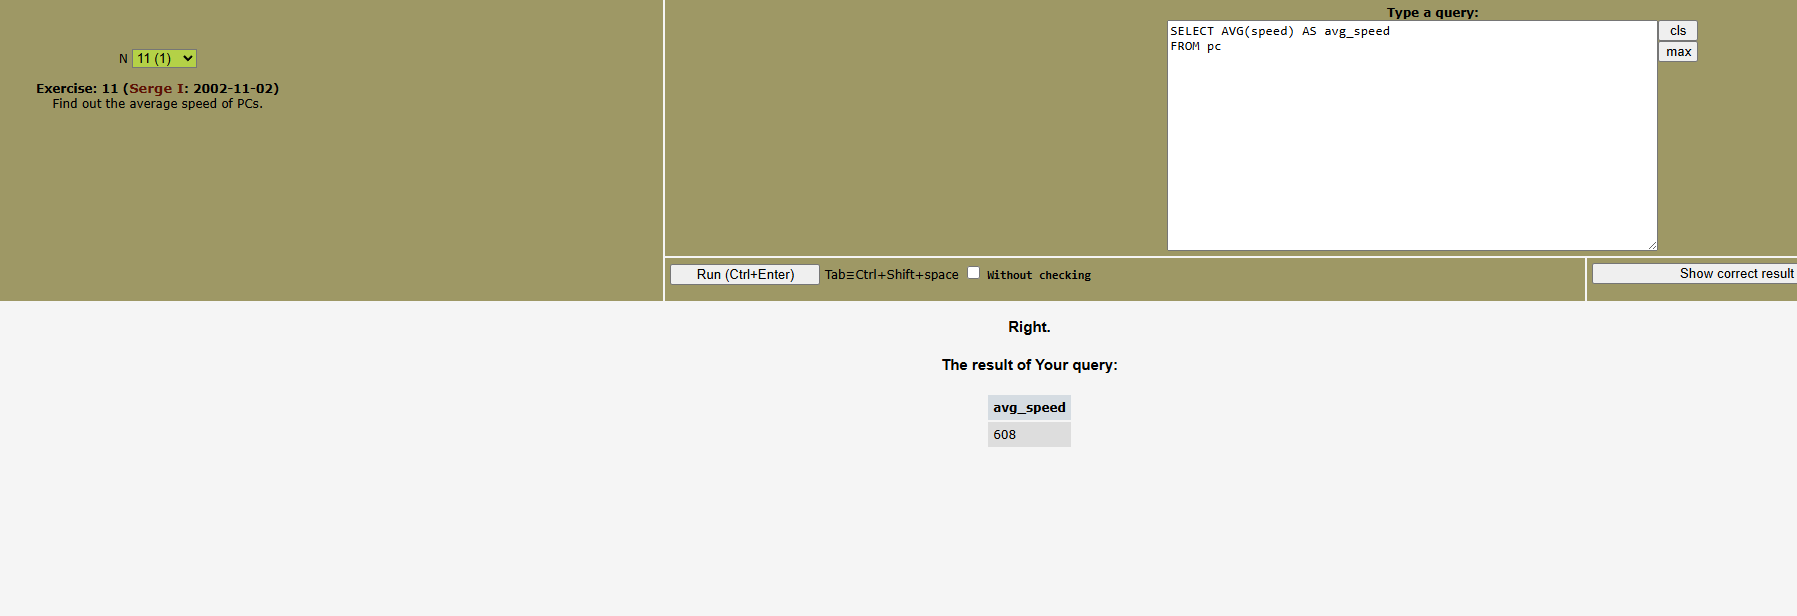 N 11 (1)
Exercise: 11 (Serge I: 2002-11-02)
Find out the average speed of PCs.
Type a query:
SELECT AVG(speed) AS avg_speed
FROM pc
cls
max
Run (Ctrl+Enter) Tab≡Ctrl+Shift+space Without checking
Show correct result
Right.
The result of Your query:
avg_speed
608